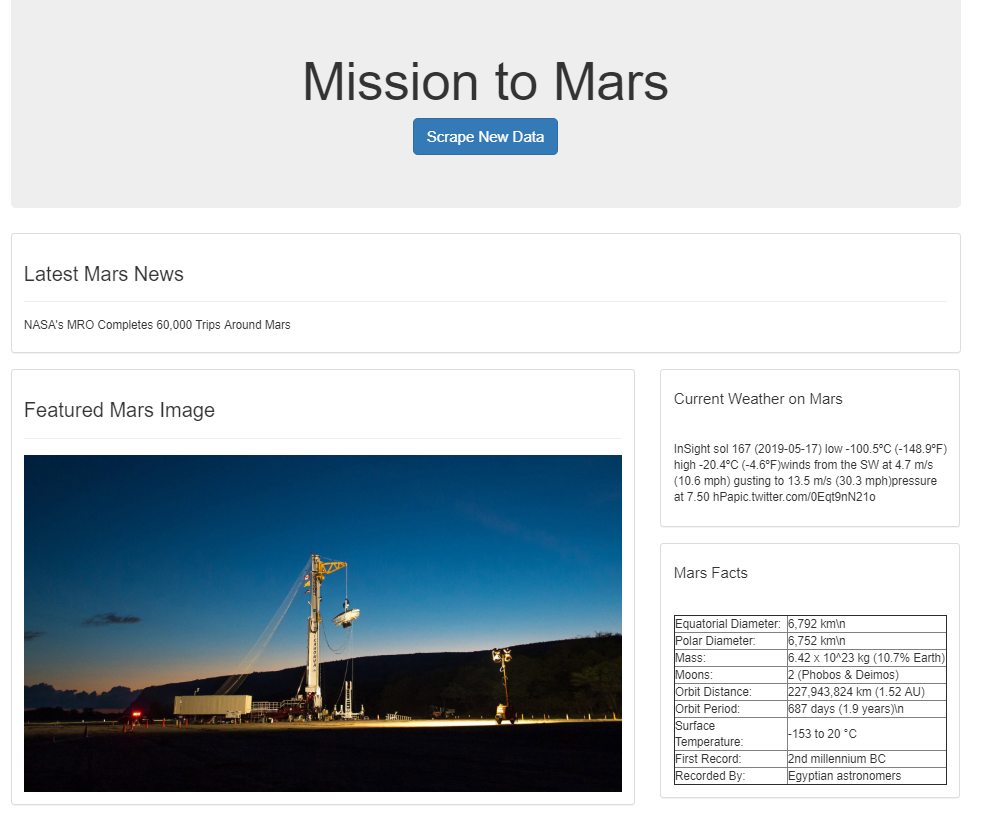 Mission to Mars
Scrape New Data
Latest Mars News
NASA's MRO Completes 60,000 Trips Around Mars
Featured Mars Image
Current Weather on Mars
InSight sol 167 (2019-05-17) low -100.5ºC (-148.9ºF)
high -20.4ºC (-4.6ºF)winds from the SW at 4.7 m/s
(10.6 mph) gusting to 13.5 m/s (30.3 mph)pressure
at 7.50 hPapic.twitter.com/0Eqt9nN21o
Mars Facts
Equatorial Diameter: 6,792 km\n
Polar Diameter: 6,752 km\n
Mass: 6.42 x 10^23 kg (10.7% Earth)
Moons: 2 (Phobos & Deimos)
Orbit Distance: 227,943,824 km (1.52 AU)
Orbit Period: 687 days (1.9 years)\n
Surface
Temperature: -153 to 20 °C
First Record: 2nd millennium BC
Recorded By: Egyptian astronomers